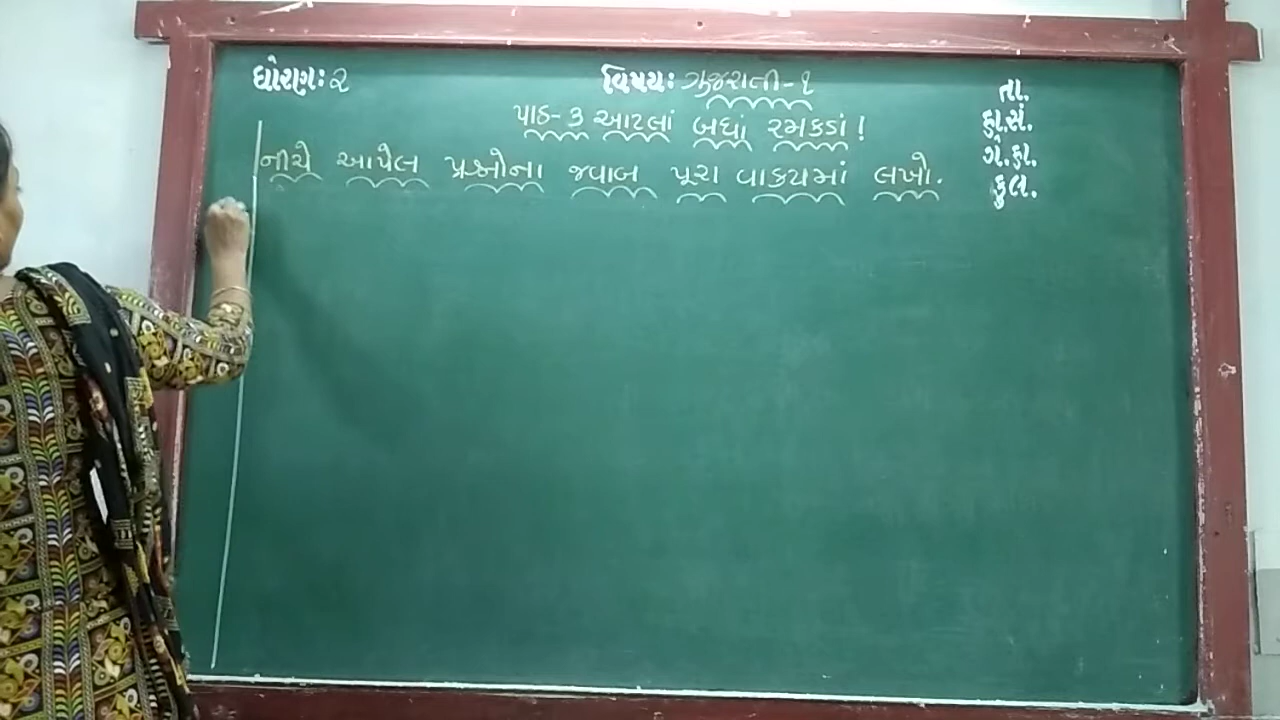 ધોરણઃ ૨ વિષયઃ ગુજરાતી-૧ તા.
પાઠ- ૩ આટલાં બધાં રમકડાં ! હા.સં.
નીચે આપેલ પ્રશ્નોના જવાબ પૂરા વાક્યમાં લખો. ગે.હા.
કુલ.